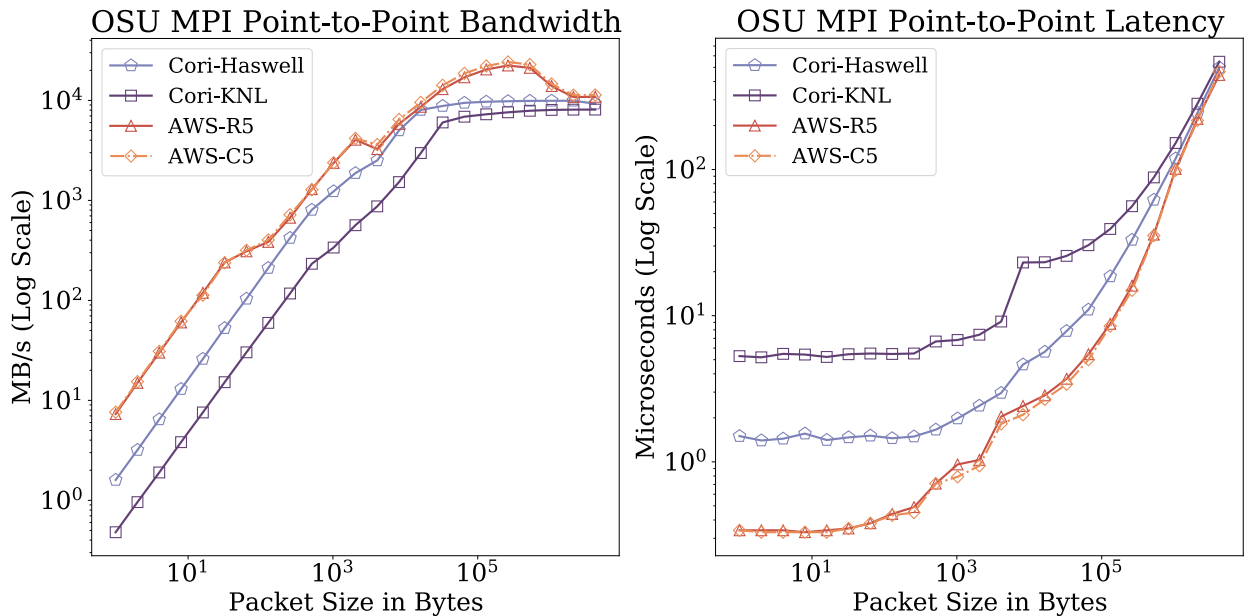 OSU MPI Point-to-Point Bandwidth
Cori-Haswell
Cori-KNL
AWS-R5
AWS-C5
MB/s (Log Scale)
10^4
10^3
10^2
10^1
10^0
10^1
10^3
10^5
Packet Size in Bytes
OSU MPI Point-to-Point Latency
Cori-Haswell
Cori-KNL
AWS-R5
AWS-C5
Microseconds (Log Scale)
10^2
10^1
10^0
10^1
10^3
10^5
Packet Size in Bytes